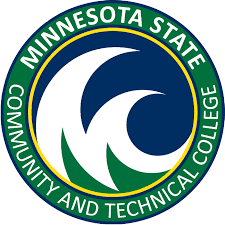 MINNESOTA STATE
COMMUNITY AND TECHNICAL COLLEGE